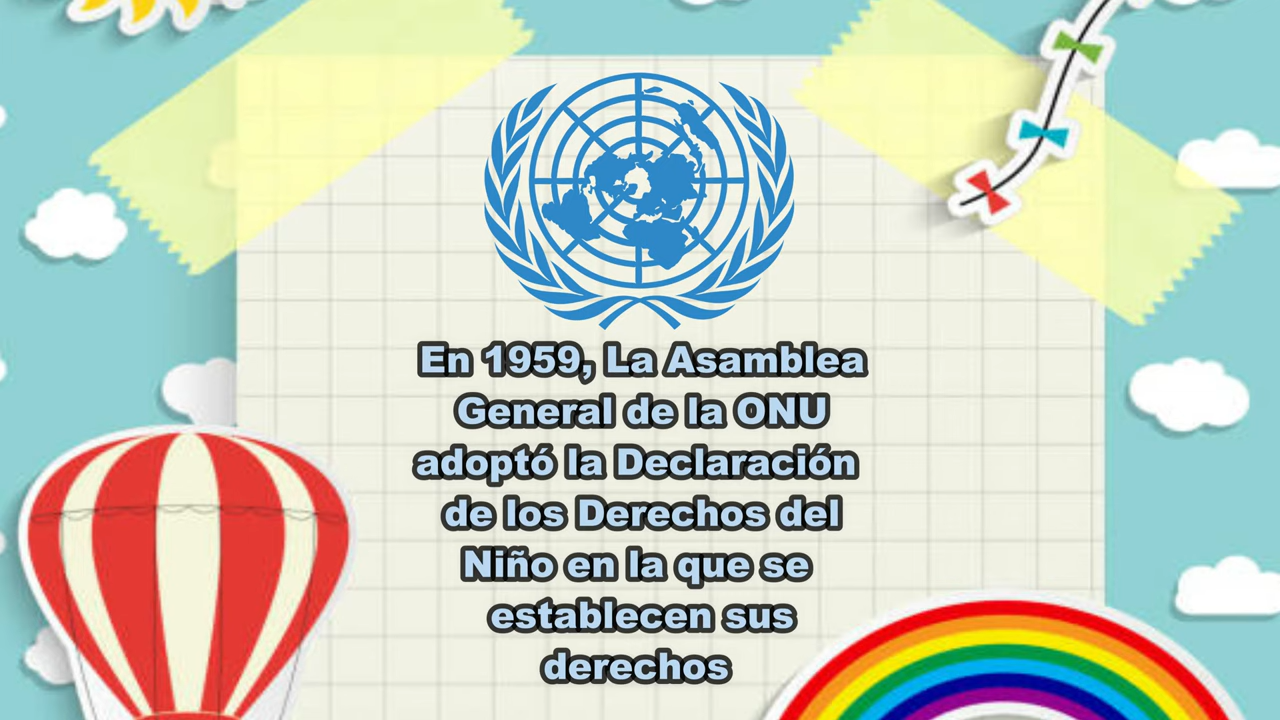 En 1959, La Asamblea
General de la ONU
adoptó la Declaración
de los Derechos del
Niño en la que se
establecen sus
derechos